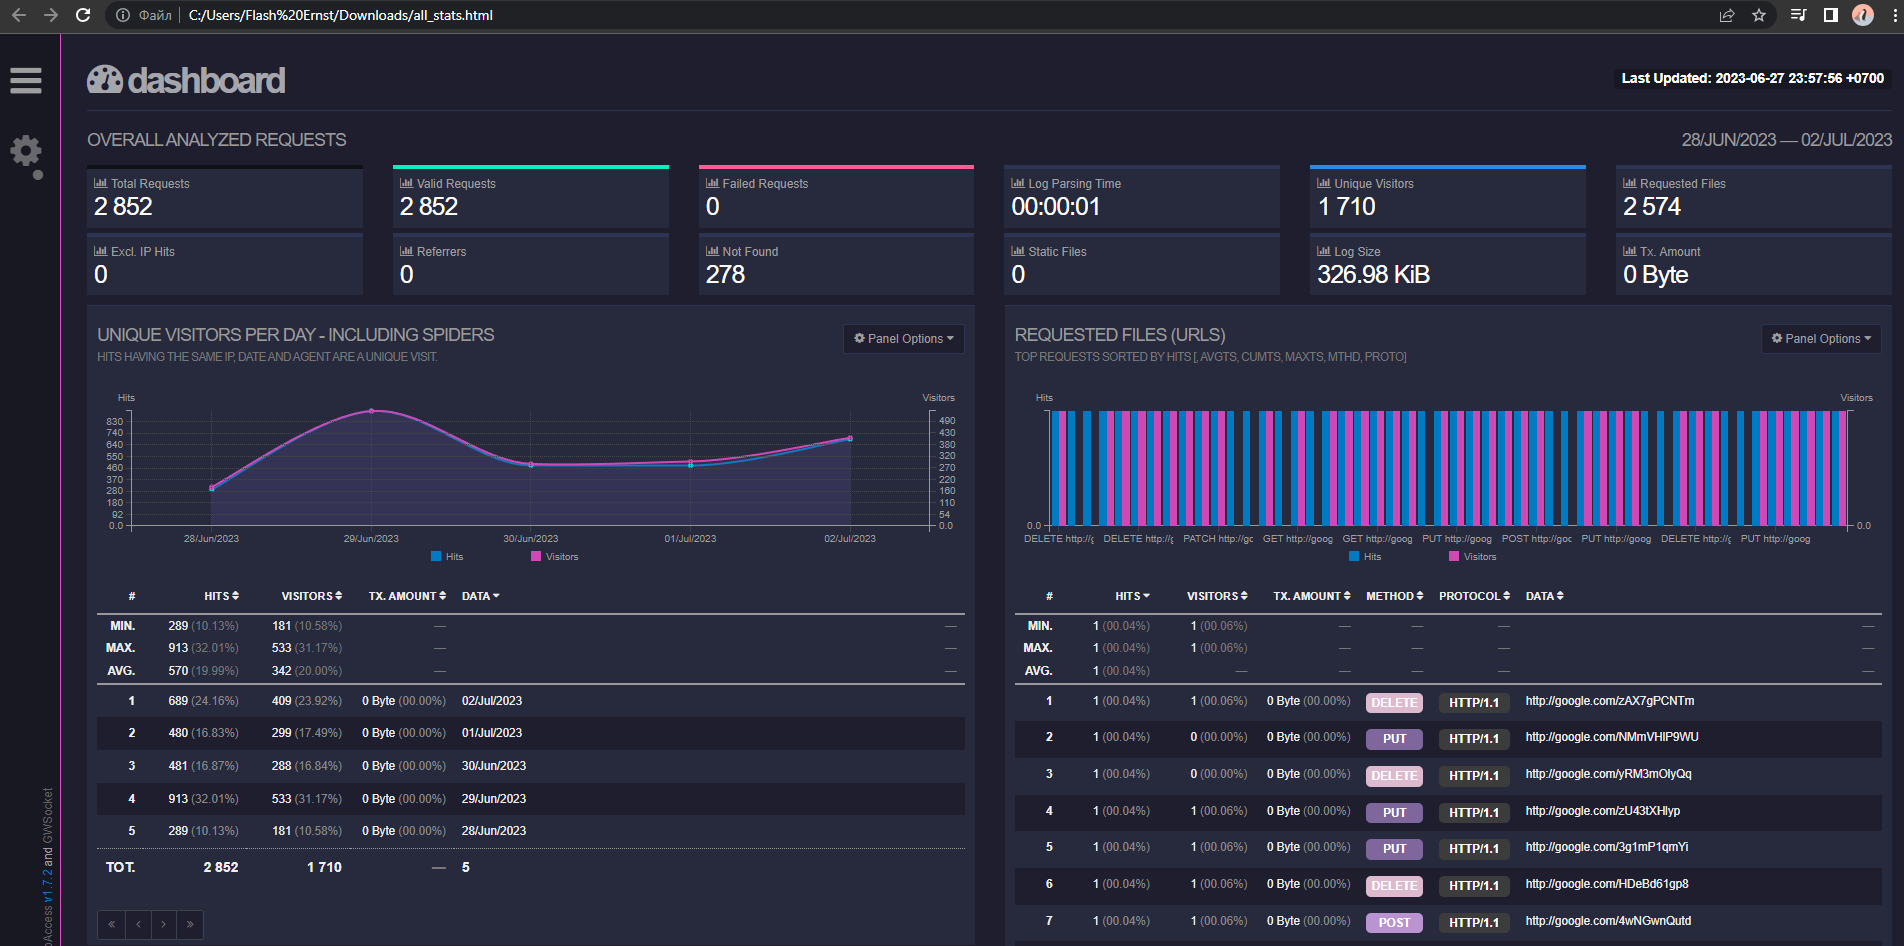 Файл C:/Users/Flash%20Ernst/Downloads/all_stats.html
dashboard
Last Updated: 2023-06-27 23:57:56 +0700
OVERALL ANALYZED REQUESTS
28/JUN/2023 — 02/JUL/2023
Total Requests
2 852
Valid Requests
2 852
Failed Requests
0
Log Parsing Time
00:00:01
Unique Visitors
1 710
Requested Files
2 574
Excl. IP Hits
0
Referrers
0
Not Found
278
Static Files
0
Log Size
326.98 KiB
Tx. Amount
0 Byte
UNIQUE VISITORS PER DAY - INCLUDING SPIDERS
Panel Options
HITS HAVING THE SAME IP, DATE AND AGENT ARE A UNIQUE VISIT.
Hits Visitors
830 490
740 430
640 380
550 320
460 270
370 220
280 160
180 110
92 54
0.0 0.0
28/Jun/2023 29/Jun/2023 30/Jun/2023 01/Jul/2023 02/Jul/2023
Hits Visitors
# HITS VISITORS TX. AMOUNT DATA
MIN. 289 (10.13%) 181 (10.58%) — —
MAX. 913 (32.01%) 533 (31.17%) — —
AVG. 570 (19.99%) 342 (20.00%) — —
1 689 (24.16%) 409 (23.92%) 0 Byte (00.00%) 02/Jul/2023
2 480 (16.83%) 299 (17.49%) 0 Byte (00.00%) 01/Jul/2023
3 481 (16.87%) 288 (16.84%) 0 Byte (00.00%) 30/Jun/2023
4 913 (32.01%) 533 (31.17%) 0 Byte (00.00%) 29/Jun/2023
5 289 (10.13%) 181 (10.58%) 0 Byte (00.00%) 28/Jun/2023
TOT. 2 852 1 710 — 5
« ‹ › »
REQUESTED FILES (URLS)
Panel Options
TOP REQUESTS SORTED BY HITS [, AVGTS, CUMTS, MAXTS, MTHD, PROTO]
Hits Visitors
0.0 0.0
DELETE http:// DELETE http:// PATCH http://gc GET http://goog GET http://goog PUT http://goog POST http://goc PUT http://goog DELETE http:// PUT http://goog
Hits Visitors
# HITS VISITORS TX. AMOUNT METHOD PROTOCOL DATA
MIN. 1 (00.04%) 1 (00.06%) — — — —
MAX. 1 (00.04%) 1 (00.06%) — — — —
AVG. 1 (00.04%) — — — — —
1 1 (00.04%) 1 (00.06%) 0 Byte (00.00%) DELETE HTTP/1.1 http://google.com/zAX7gPCNTm
2 1 (00.04%) 0 (00.00%) 0 Byte (00.00%) PUT HTTP/1.1 http://google.com/NMmVHIP9WU
3 1 (00.04%) 0 (00.00%) 0 Byte (00.00%) DELETE HTTP/1.1 http://google.com/yRM3mOlyQq
4 1 (00.04%) 1 (00.06%) 0 Byte (00.00%) PUT HTTP/1.1 http://google.com/zU43tXHlyp
5 1 (00.04%) 1 (00.06%) 0 Byte (00.00%) PUT HTTP/1.1 http://google.com/3g1mP1qmYi
6 1 (00.04%) 1 (00.06%) 0 Byte (00.00%) DELETE HTTP/1.1 http://google.com/HDeBd61gp8
7 1 (00.04%) 1 (00.06%) 0 Byte (00.00%) POST HTTP/1.1 http://google.com/4wNGwnQutd
oAccess v1.7.2 and GWSocket